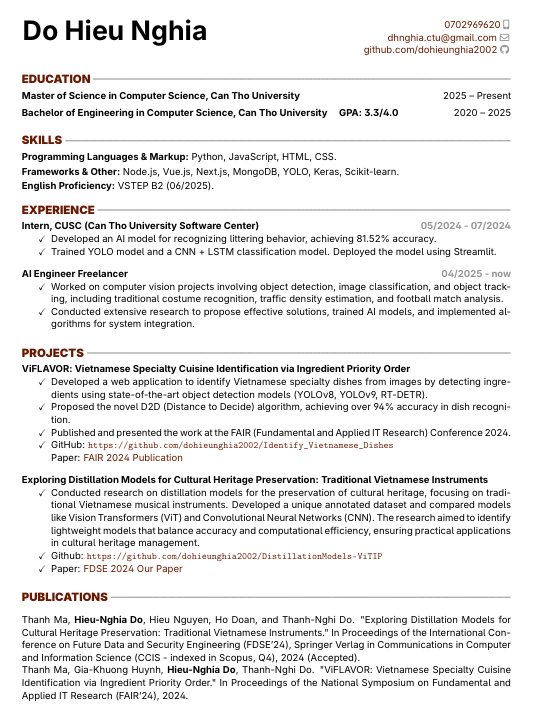 Do Hieu Nghia
0702969620
dhnghia.ctu@gmail.com
github.com/dohieunghia2002
EDUCATION
Master of Science in Computer Science, Can Tho University 2025 – Present
Bachelor of Engineering in Computer Science, Can Tho University GPA: 3.3/4.0 2020 – 2025
SKILLS
Programming Languages & Markup: Python, JavaScript, HTML, CSS.
Frameworks & Other: Node.js, Vue.js, Next.js, MongoDB, YOLO, Keras, Scikit-learn.
English Proficiency: VSTEP B2 (06/2025).
EXPERIENCE
Intern, CUSC (Can Tho University Software Center) 05/2024 - 07/2024
✓ Developed an AI model for recognizing littering behavior, achieving 81.52% accuracy.
✓ Trained YOLO model and a CNN + LSTM classification model. Deployed the model using Streamlit.
AI Engineer Freelancer 04/2025 - now
✓ Worked on computer vision projects involving object detection, image classification, and object track-
ing, including traditional costume recognition, traffic density estimation, and football match analysis.
✓ Conducted extensive research to propose effective solutions, trained AI models, and implemented al-
gorithms for system integration.
PROJECTS
ViFLAVOR: Vietnamese Specialty Cuisine Identification via Ingredient Priority Order
✓ Developed a web application to identify Vietnamese specialty dishes from images by detecting ingre-
dients using state-of-the-art object detection models (YOLOv8, YOLOv9, RT-DETR).
✓ Proposed the novel D2D (Distance to Decide) algorithm, achieving over 94% accuracy in dish recogni-
tion.
✓ Published and presented the work at the FAIR (Fundamental and Applied IT Research) Conference 2024.
✓ GitHub: https://github.com/dohieunghia2002/Identify_Vietnamese_Dishes
Paper: FAIR 2024 Publication
Exploring Distillation Models for Cultural Heritage Preservation: Traditional Vietnamese Instruments
✓ Conducted research on distillation models for the preservation of cultural heritage, focusing on tradi-
tional Vietnamese musical instruments. Developed a unique annotated dataset and compared models
like Vision Transformers (ViT) and Convolutional Neural Networks (CNN). The research aimed to identify
lightweight models that balance accuracy and computational efficiency, ensuring practical applications
in cultural heritage management.
✓ Github: https://github.com/dohieunghia2002/DistillationModels-ViTIP
✓ Paper: FDSE 2024 Our Paper
PUBLICATIONS
Thanh Ma, Hieu-Nghia Do, Hieu Nguyen, Ho Doan, and Thanh-Nghi Do. "Exploring Distillation Models for
Cultural Heritage Preservation: Traditional Vietnamese Instruments." In Proceedings of the International Con-
ference on Future Data and Security Engineering (FDSE'24), Springer Verlag in Communications in Computer
and Information Science (CCIS - indexed in Scopus, Q4), 2024 (Accepted).
Thanh Ma, Gia-Khuong Huynh, Hieu-Nghia Do, Thanh-Nghi Do. "ViFLAVOR: Vietnamese Specialty Cuisine
Identification via Ingredient Priority Order." In Proceedings of the National Symposium on Fundamental and
Applied IT Research (FAIR'24), 2024.